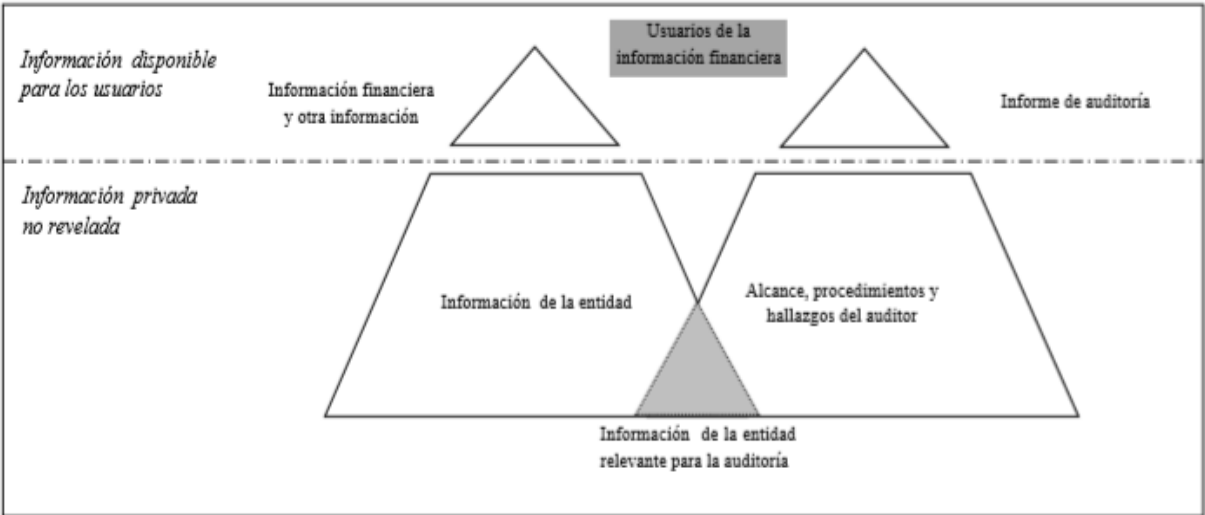 Usuarios de la
información financiera
Información disponible
para los usuarios
Información financiera
y otra información
Informe de auditoría
Información privada
no revelada
Información de la entidad
Alcance, procedimientos y
hallazgos del auditor
Información de la entidad
relevante para la auditoría